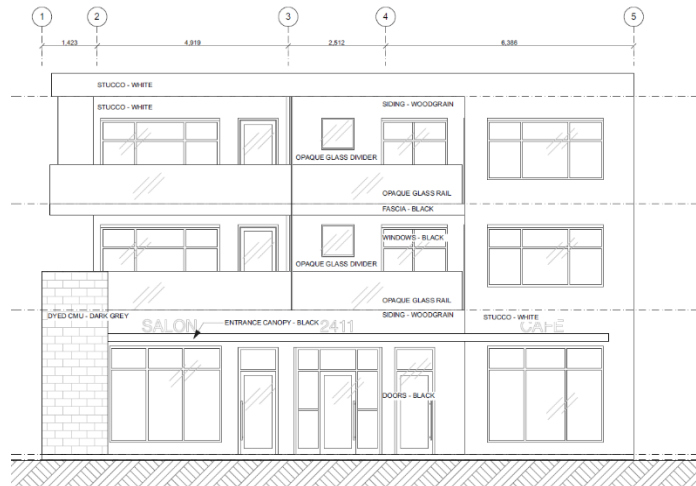 1 2 3 4 5
1,423 4,919 2,512 6,386
STUCCO - WHITE
STUCCO - WHITE SIDING - WOODGRAIN
OPAQUE GLASS DIVIDER
OPAQUE GLASS RAIL
FASCIA - BLACK
WINDOWS - BLACK
OPAQUE GLASS DIVIDER
OPAQUE GLASS RAIL
DYED CMU - DARK GREY SIDING - WOODGRAIN STUCCO - WHITE
SALON ENTRANCE CANOPY - BLACK 2411 CAFE
DOORS - BLACK